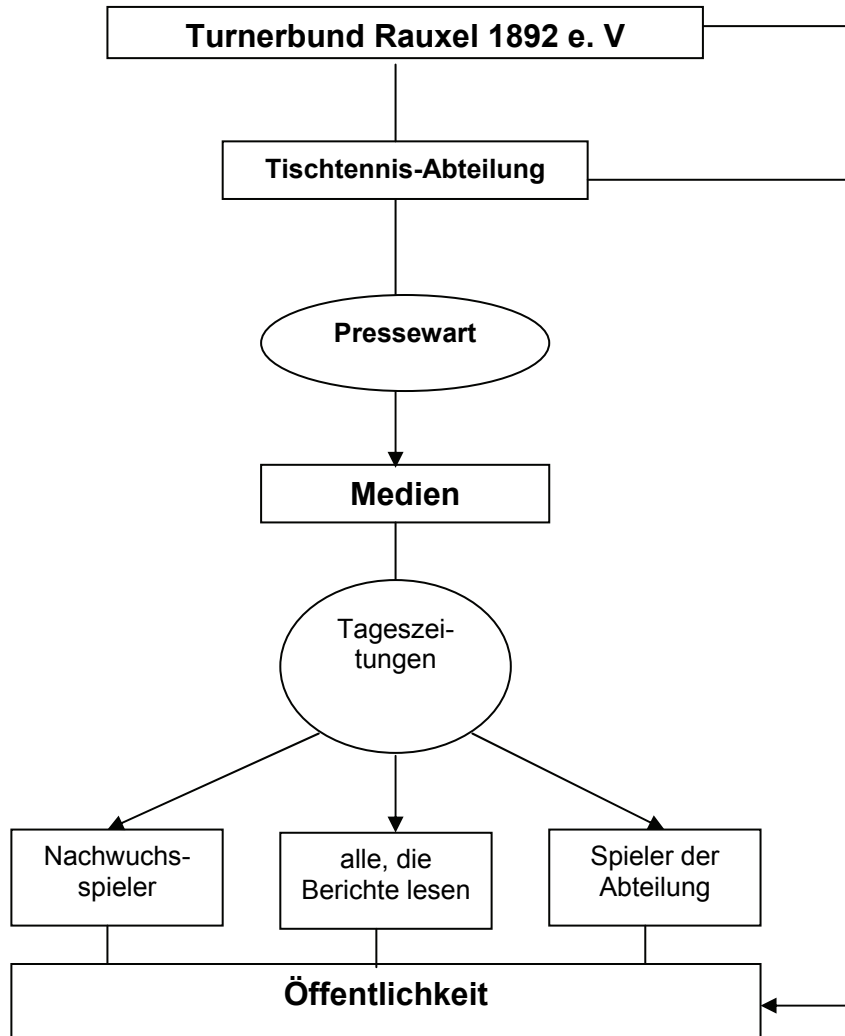 Turnerbund Rauxel 1892 e. V
Tischtennis-Abteilung
Pressewart
Medien
Tageszei-
tungen
Nachwuchs-
spieler
alle, die
Berichte lesen
Spieler der
Abteilung
Öffentlichkeit